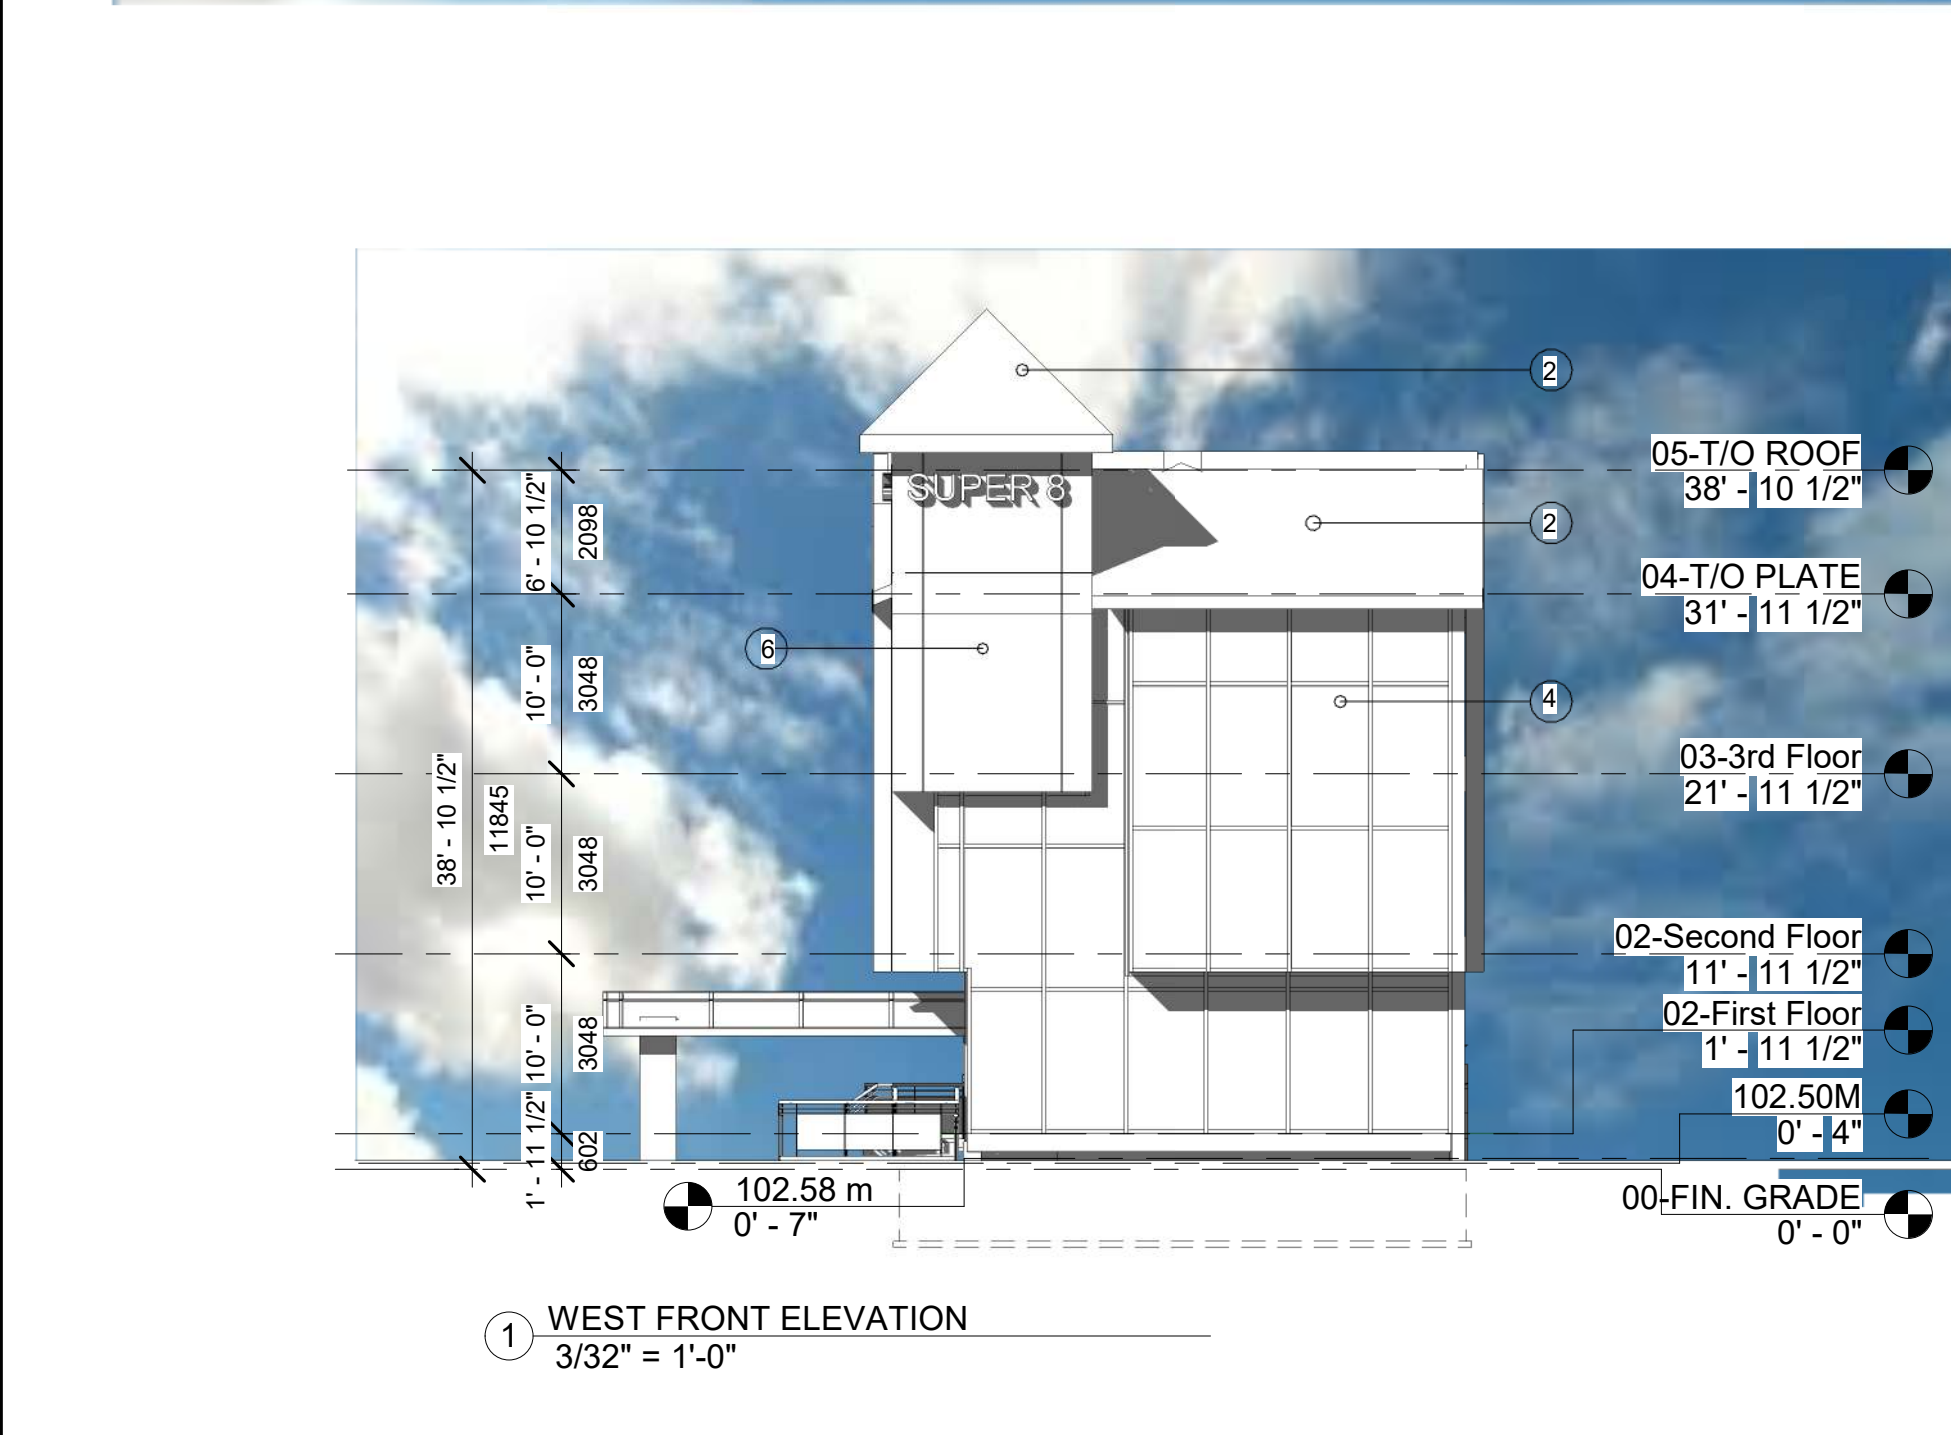 2
05-T/O ROOF
38' - 10 1/2"
SUPER 8
6' - 10 1/2"
2098
2
04-T/O PLATE
31' - 11 1/2"
6
10' - 0"
3048
4
03-3rd Floor
21' - 11 1/2"
38' - 10 1/2"
11845
10' - 0"
3048
02-Second Floor
11' - 11 1/2"
02-First Floor
1' - 11 1/2"
10' - 0"
3048
102.50M
0' - 4"
1' - 11 1/2"
602
102.58 m
0' - 7"
00-FIN. GRADE
0' - 0"
1
WEST FRONT ELEVATION
3/32" = 1'-0"